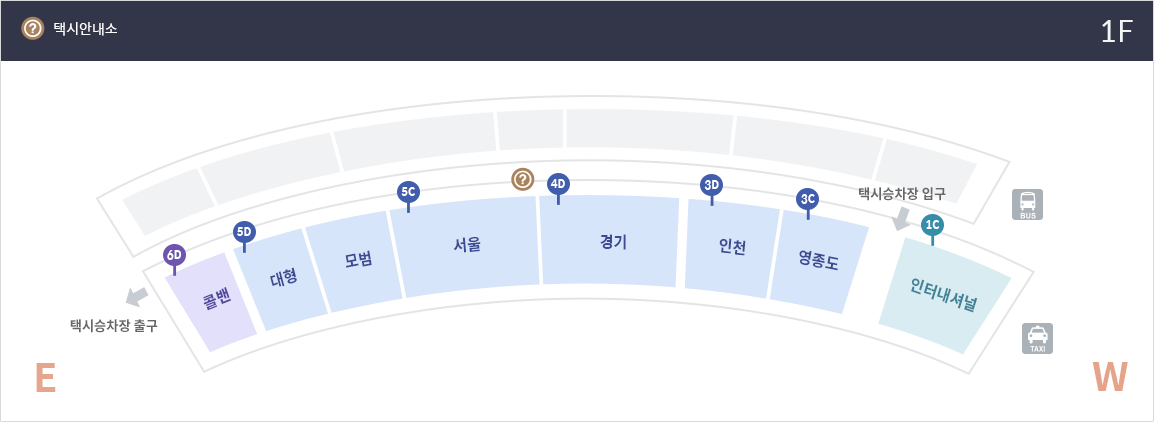 ? 택시안내소
1F
택시승차장 입구
BUS
6D
5D
5C
?
4D
3D
3C
1C
콜밴
대형
모범
서울
경기
인천
영종도
인터내셔널
택시승차장 출구
TAXI
E
W